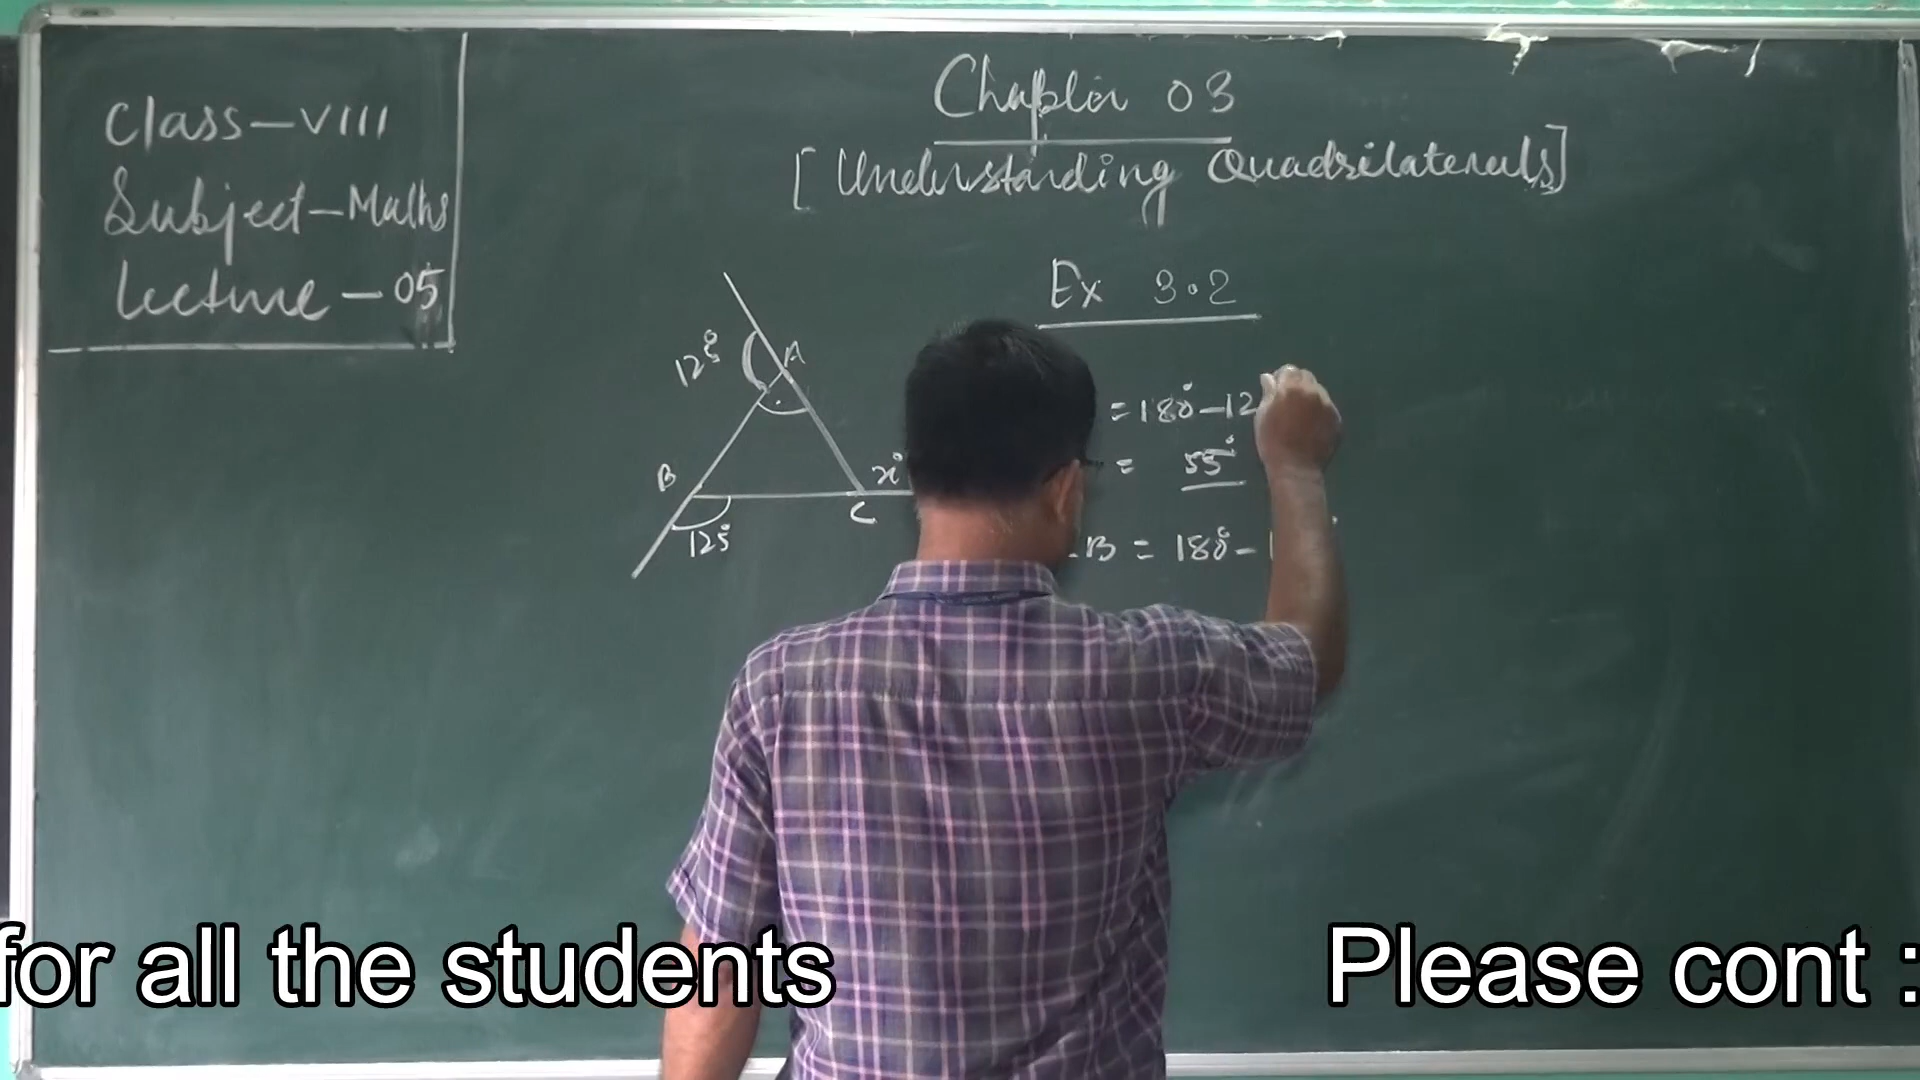 Class – VIII
Subject – Maths
Lecture – 05
Chapter 03
[ Understanding Quadrilaterals ]
Ex 3.2
A
B
125°
C
x°
= 180° – 12
= 55°
B = 180° –
for all the students
Please cont :